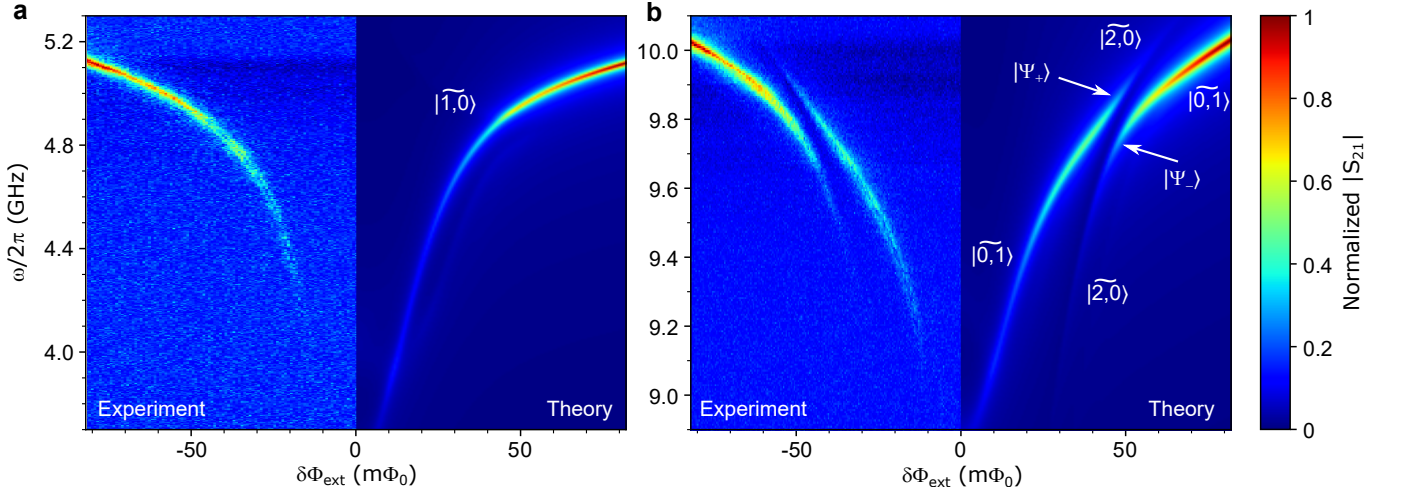 a
5.2
4.8
4.4
4.0
ω/2π (GHz)
|1,0⟩
Experiment
Theory
-50
0
50
δΦext (mΦ0)
b
10.0
9.8
9.6
9.4
9.2
9.0
|2,0⟩
|Ψ+⟩
|0,1⟩
|Ψ−⟩
|0,1⟩
|2,0⟩
Experiment
Theory
-50
0
50
δΦext (mΦ0)
1
0.8
0.6
0.4
0.2
0
Normalized |S21|